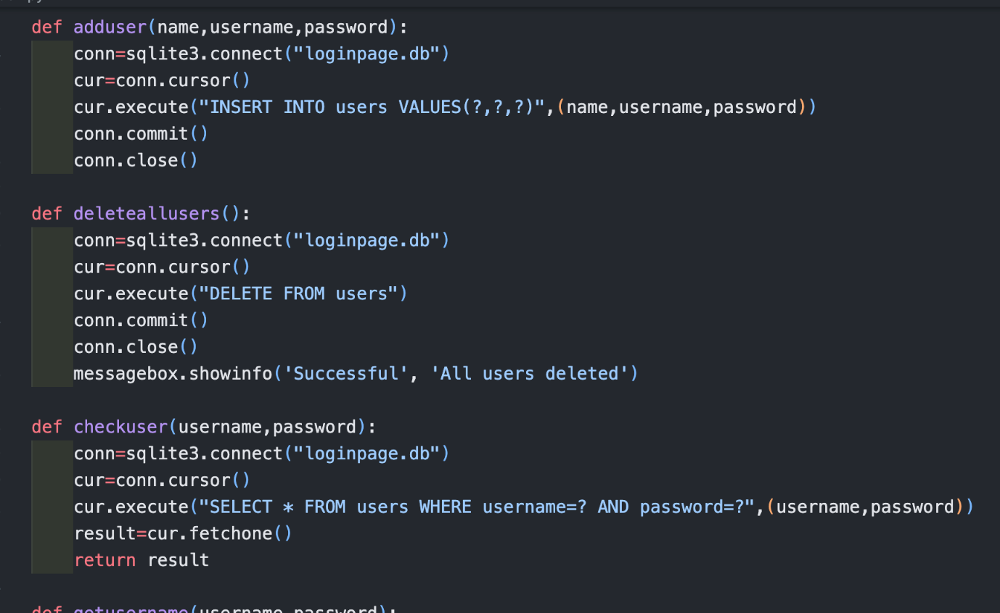 def adduser(name,username,password):
    conn=sqlite3.connect("loginpage.db")
    cur=conn.cursor()
    cur.execute("INSERT INTO users VALUES(?,?,?)",(name,username,password))
    conn.commit()
    conn.close()

def deleteallusers():
    conn=sqlite3.connect("loginpage.db")
    cur=conn.cursor()
    cur.execute("DELETE FROM users")
    conn.commit()
    conn.close()
    messagebox.showinfo('Successful', 'All users deleted')

def checkuser(username,password):
    conn=sqlite3.connect("loginpage.db")
    cur=conn.cursor()
    cur.execute("SELECT * FROM users WHERE username=? AND password=?",(username,password))
    result=cur.fetchone()
    return result

def getusername(username,password):